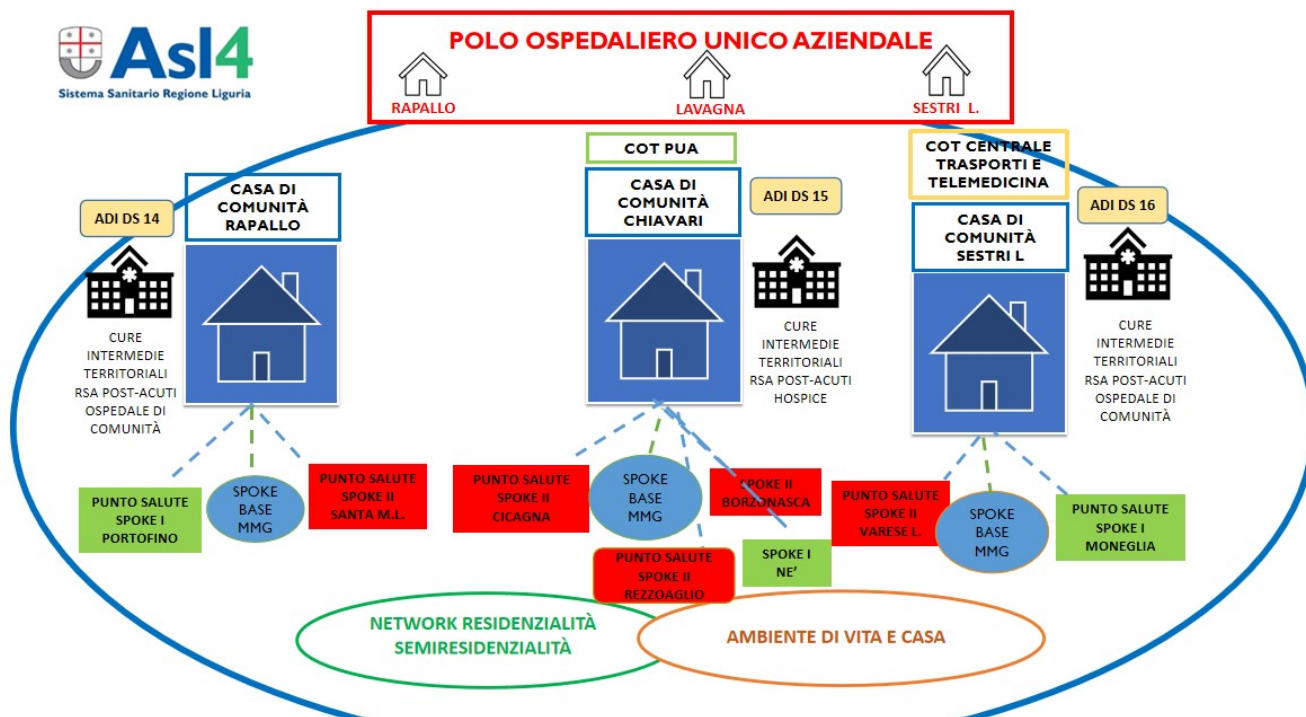 Asl4
Sistema Sanitario Regione Liguria
POLO OSPEDALIERO UNICO AZIENDALE
RAPALLO
LAVAGNA
SESTRI L.
ADI DS 14
CASA DI
COMUNITÀ
RAPALLO
CURE
INTERMEDIE
TERRITORIALI
RSA POST-ACUTI
OSPEDALE DI
COMUNITÀ
COT PUA
CASA DI
COMUNITÀ
CHIAVARI
ADI DS 15
CURE
INTERMEDIE
TERRITORIALI
RSA POST-ACUTI
HOSPICE
COT CENTRALE
TRASPORTI E
TELEMEDICINA
CASA DI
COMUNITÀ
SESTRI L
ADI DS 16
CURE
INTERMEDIE
TERRITORIALI
RSA POST-ACUTI
OSPEDALE DI
COMUNITÀ
PUNTO SALUTE
SPOKE I
PORTOFINO
SPOKE
BASE
MMG
PUNTO SALUTE
SPOKE II
SANTA M.L.
PUNTO SALUTE
SPOKE II
CICAGNA
SPOKE
BASE
MMG
SPOKE II
BORZONASCA
PUNTO SALUTE
SPOKE II
REZZOAGLIO
SPOKE I
NE'
PUNTO SALUTE
SPOKE II
VARESE L.
SPOKE
BASE
MMG
PUNTO SALUTE
SPOKE I
MONEGLIA
NETWORK RESIDENZIALITÀ
SEMIRESIDENZIALITÀ
AMBIENTE DI VITA E CASA